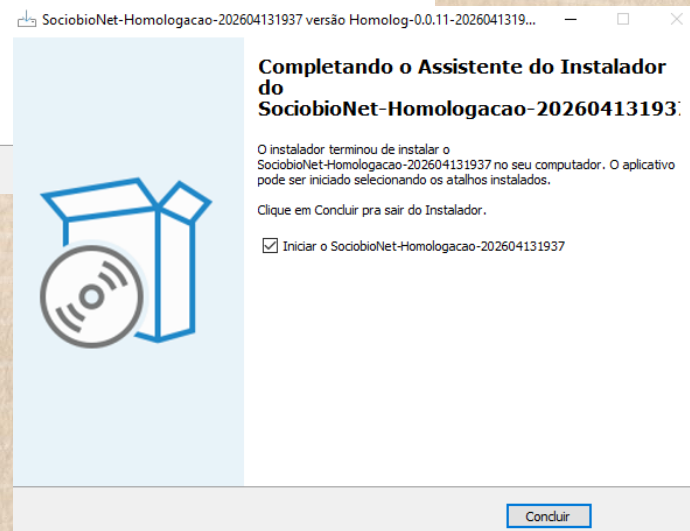 SociobioNet-Homologacao-202604131937 versão Homolog-0.0.11-2026041319...
Completando o Assistente do Instalador
do
SociobioNet-Homologacao-202604131937
O instalador terminou de instalar o
SociobioNet-Homologacao-202604131937 no seu computador. O aplicativo
pode ser iniciado selecionando os atalhos instalados.
Clique em Concluir pra sair do Instalador.
Iniciar o SociobioNet-Homologacao-202604131937
Concluir